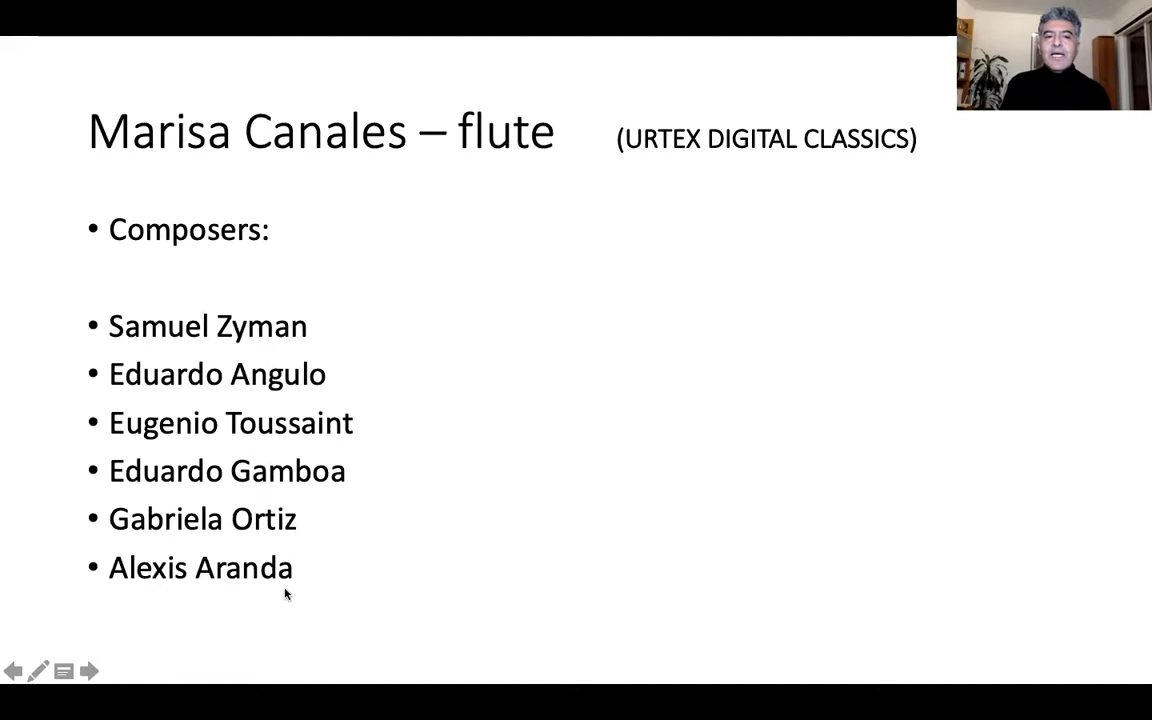 Marisa Canales – flute (URTEX DIGITAL CLASSICS)
• Composers:
• Samuel Zyman
• Eduardo Angulo
• Eugenio Toussaint
• Eduardo Gamboa
• Gabriela Ortiz
• Alexis Aranda